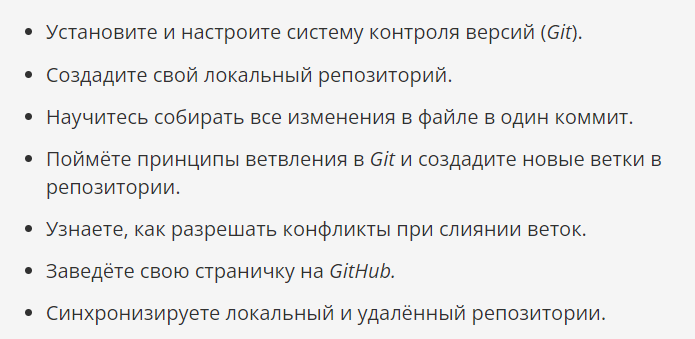 • Установите и настроите систему контроля версий (Git).
• Создадите свой локальный репозиторий.
• Научитесь собирать все изменения в файле в один коммит.
• Поймёте принципы ветвления в Git и создадите новые ветки в
репозитории.
• Узнаете, как разрешать конфликты при слиянии веток.
• Заведёте свою страничку на GitHub.
• Синхронизируете локальный и удалённый репозитории.